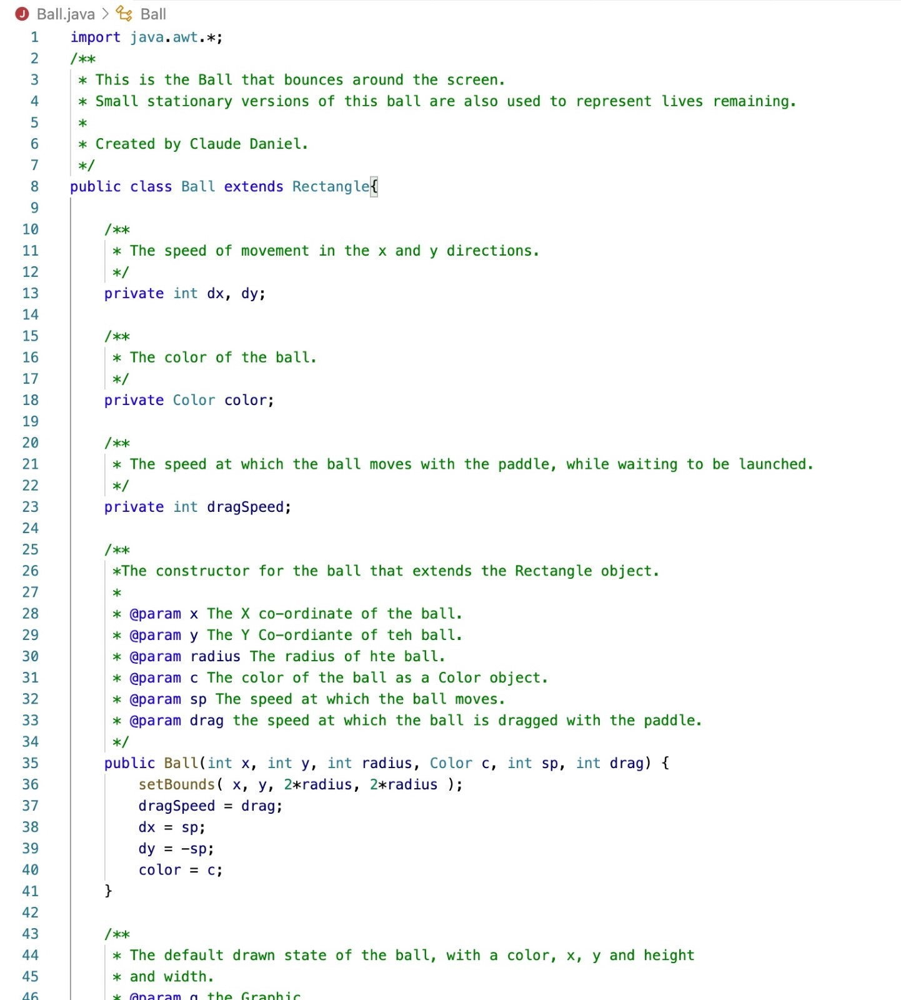 Ball.java > Ball
1 import java.awt.*;
2 /**
3 * This is the Ball that bounces around the screen.
4 * Small stationary versions of this ball are also used to represent lives remaining.
5 *
6 * Created by Claude Daniel.
7 */
8 public class Ball extends Rectangle{
9
10 /**
11 * The speed of movement in the x and y directions.
12 */
13 private int dx, dy;
14
15 /**
16 * The color of the ball.
17 */
18 private Color color;
19
20 /**
21 * The speed at which the ball moves with the paddle, while waiting to be launched.
22 */
23 private int dragSpeed;
24
25 /**
26 *The constructor for the ball that extends the Rectangle object.
27 *
28 * @param x The X co-ordinate of the ball.
29 * @param y The Y Co-ordiante of teh ball.
30 * @param radius The radius of hte ball.
31 * @param c The color of the ball as a Color object.
32 * @param sp The speed at which the ball moves.
33 * @param drag the speed at which the ball is dragged with the paddle.
34 */
35 public Ball(int x, int y, int radius, Color c, int sp, int drag) {
36 setBounds( x, y, 2*radius, 2*radius );
37 dragSpeed = drag;
38 dx = sp;
39 dy = -sp;
40 color = c;
41 }
42
43 /**
44 * The default drawn state of the ball, with a color, x, y and height
45 * and width.
46 * @param g the Graphic